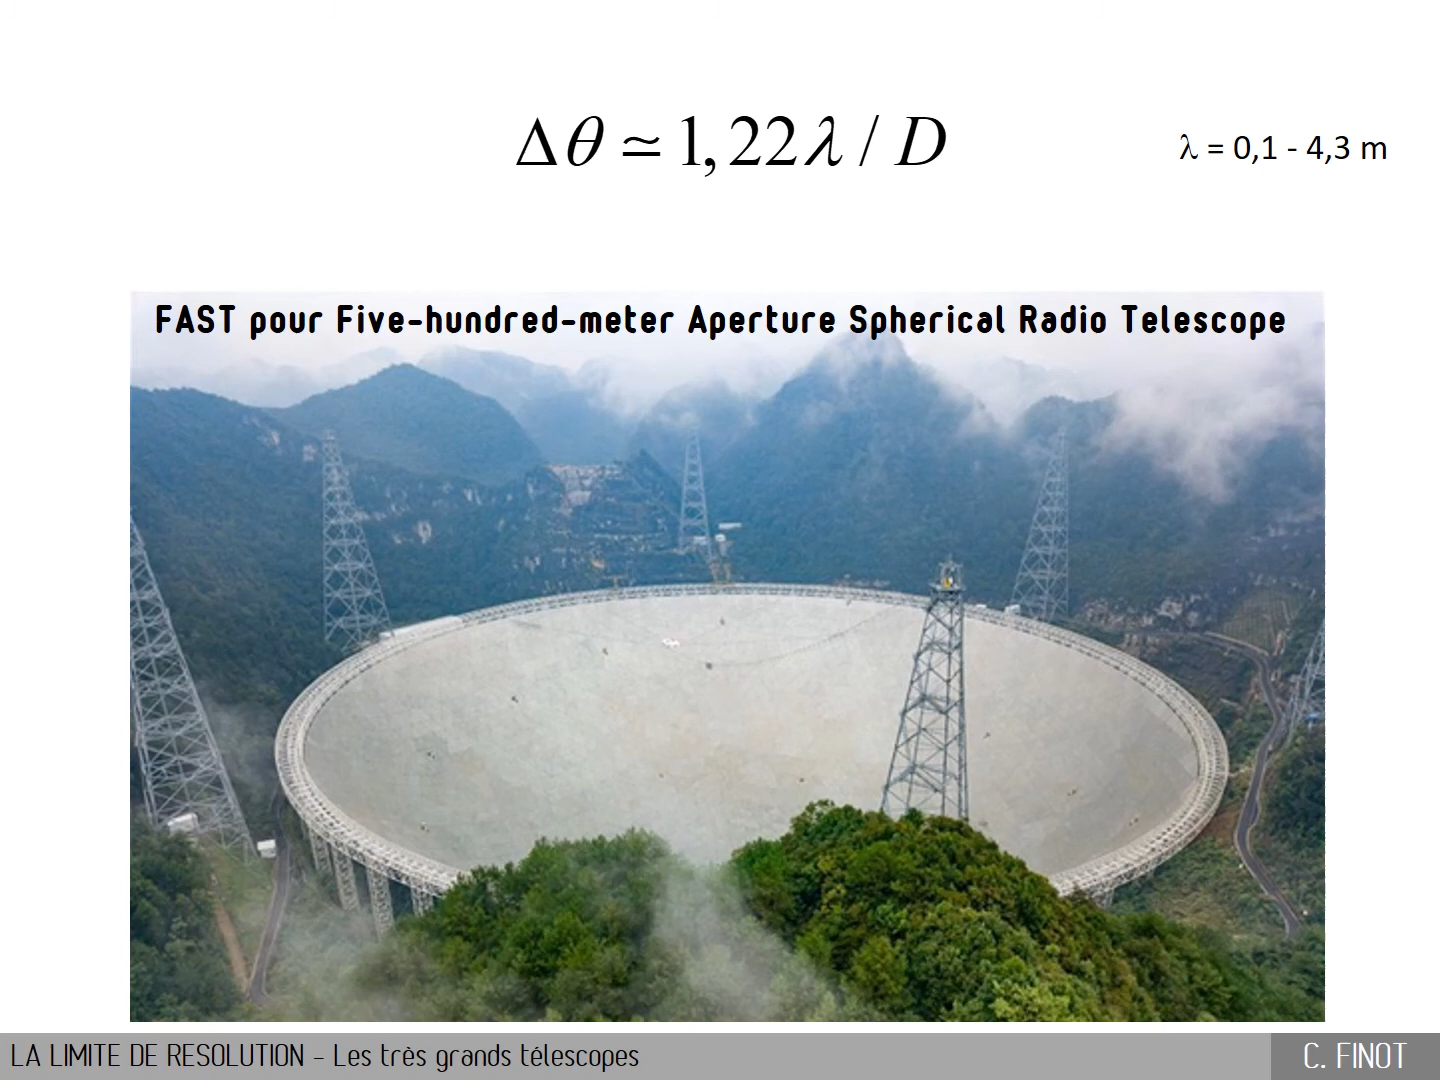 Δθ ≃ 1,22λ / D
λ = 0,1 - 4,3 m
FAST pour Five-hundred-meter Aperture Spherical Radio Telescope
LA LIMITE DE RESOLUTION - Les très grands télescopes
C. FINOT